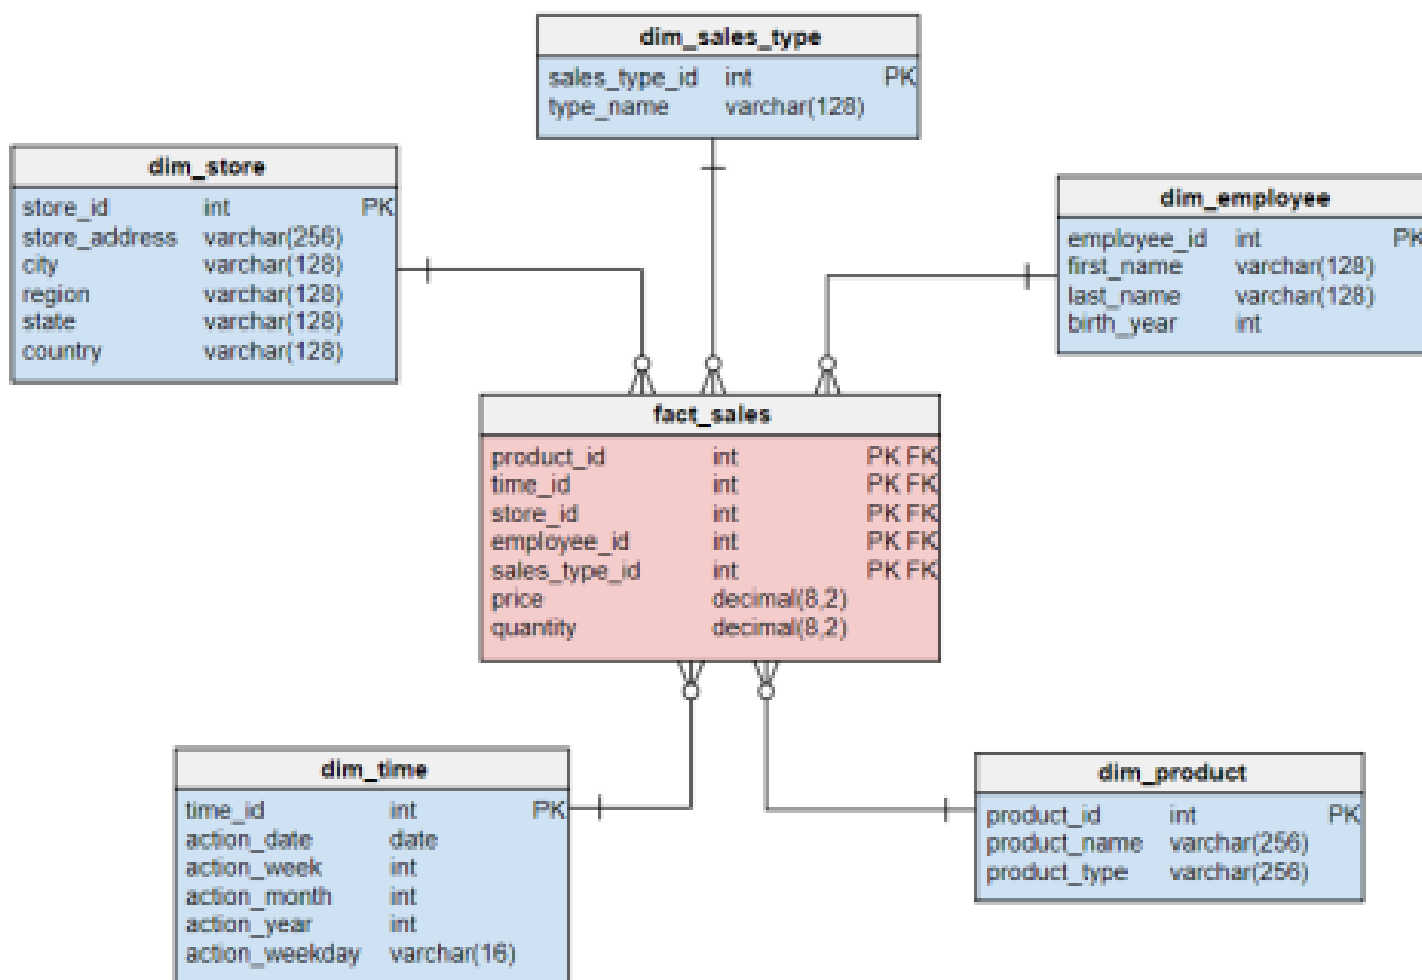 dim_sales_type
sales_type_id int PK
type_name varchar(128)
dim_store
store_id int PK
store_address varchar(256)
city varchar(128)
region varchar(128)
state varchar(128)
country varchar(128)
dim_employee
employee_id int PK
first_name varchar(128)
last_name varchar(128)
birth_year int
fact_sales
product_id int PK FK
time_id int PK FK
store_id int PK FK
employee_id int PK FK
sales_type_id int PK FK
price decimal(8,2)
quantity decimal(8,2)
dim_time
time_id int PK
action_date date
action_week int
action_month int
action_year int
action_weekday varchar(16)
dim_product
product_id int PK
product_name varchar(256)
product_type varchar(256)